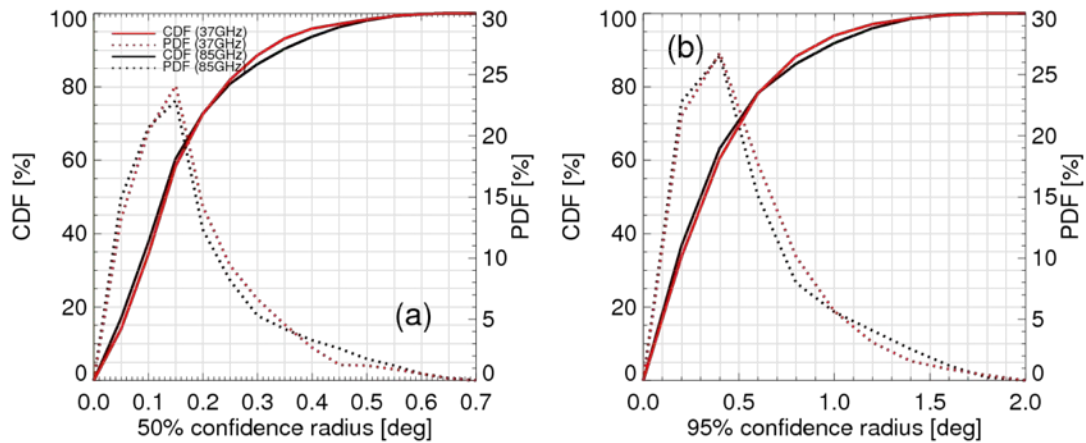 CDF (37GHz)
PDF (37GHz)
CDF (85GHz)
PDF (85GHz)
(a)
CDF [%]
100
80
60
40
20
0
PDF [%]
30
25
20
15
10
5
0
0.0 0.1 0.2 0.3 0.4 0.5 0.6 0.7
50% confidence radius [deg]
(b)
CDF [%]
100
80
60
40
20
0
PDF [%]
30
25
20
15
10
5
0
0.0 0.5 1.0 1.5 2.0
95% confidence radius [deg]